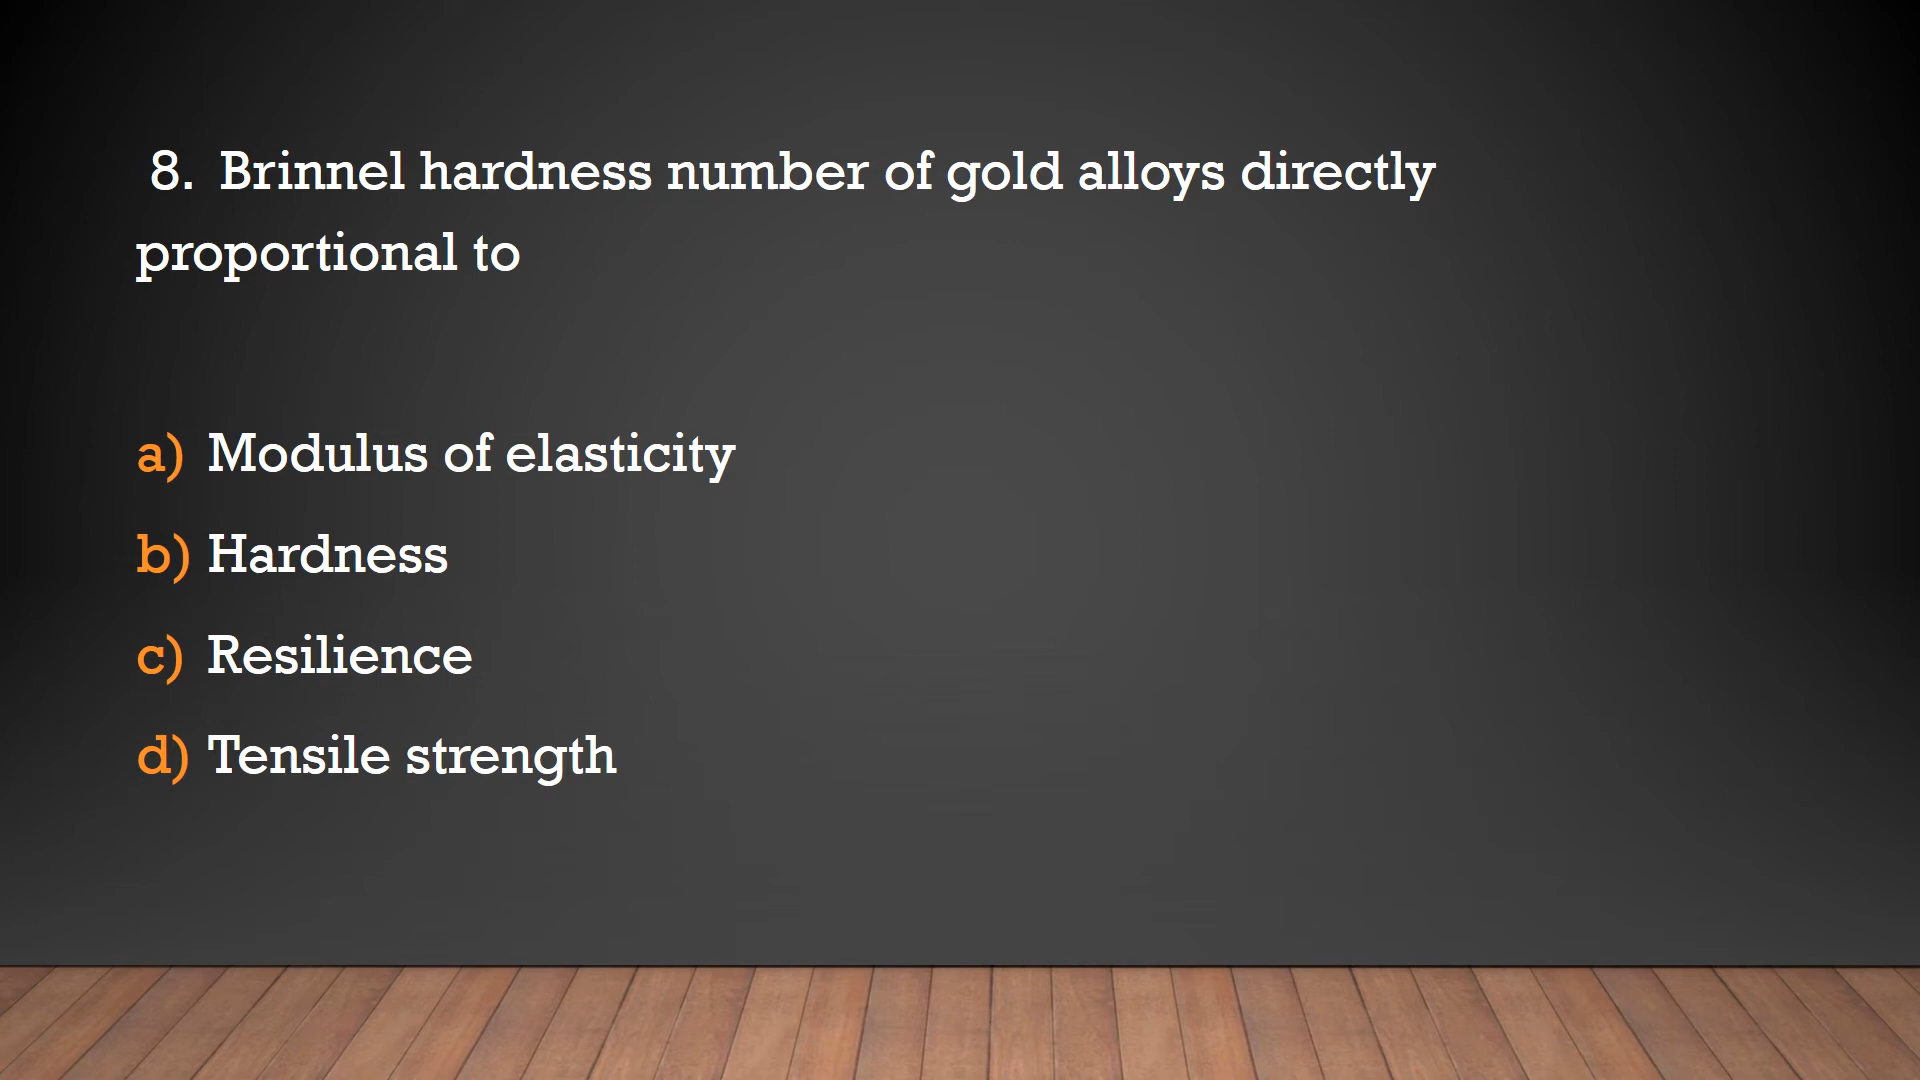 8. Brinnel hardness number of gold alloys directly
proportional to
a) Modulus of elasticity
b) Hardness
c) Resilience
d) Tensile strength